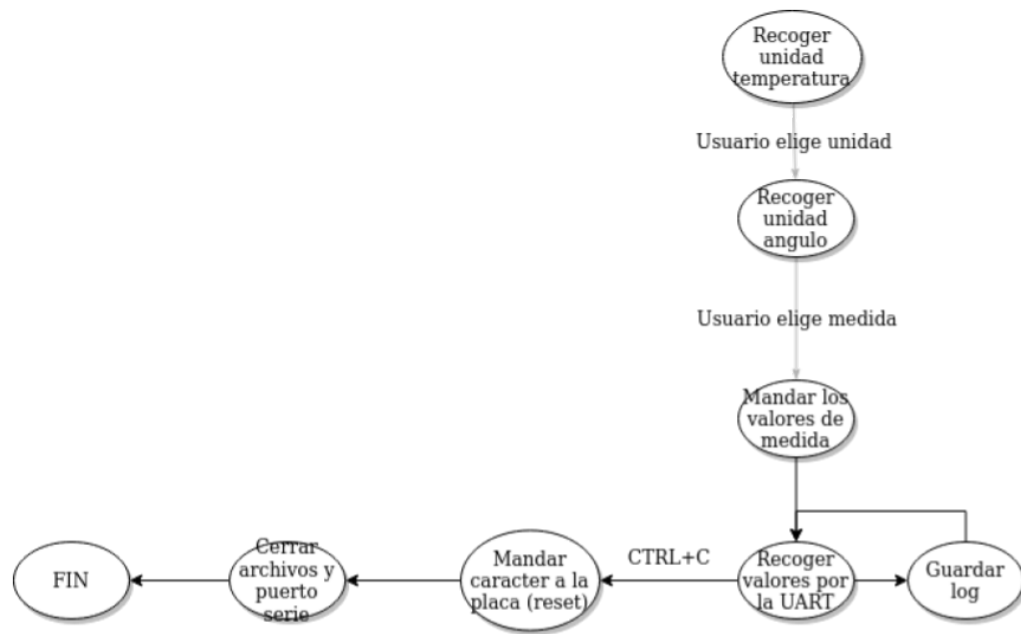 Recoger
unidad
temperatura
Usuario elige unidad
Recoger
unidad
angulo
Usuario elige medida
Mandar los
valores de
medida
CTRL+C
Recoger
valores por
la UART
Guardar
log
Mandar
caracter a la
placa (reset)
Cerrar
archivos y
puerto
serie
FIN